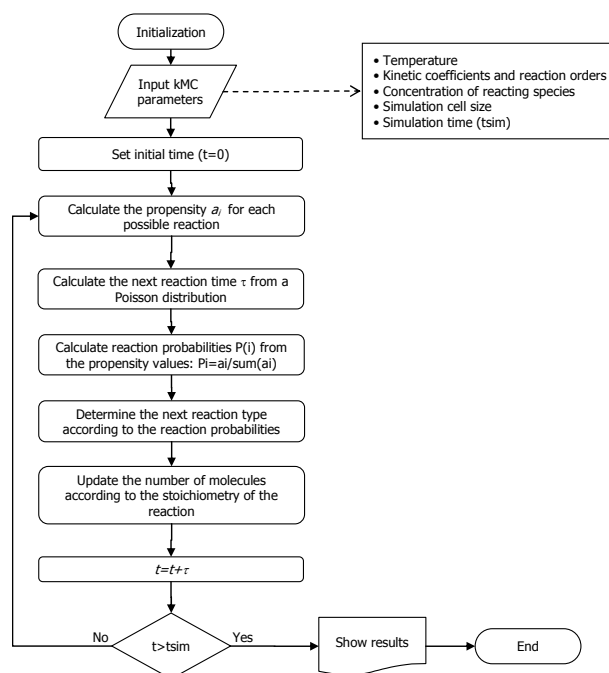 Initialization
Input kMC
parameters
• Temperature
• Kinetic coefficients and reaction orders
• Concentration of reacting species
• Simulation cell size
• Simulation time (tsim)
Set initial time (t=0)
Calculate the propensity ai for each
possible reaction
Calculate the next reaction time τ from a
Poisson distribution
Calculate reaction probabilities P(i) from
the propensity values: Pi=ai/sum(ai)
Determine the next reaction type
according to the reaction probabilities
Update the number of molecules
according to the stoichiometry of the
reaction
t=t+τ
No
t>tsim
Yes
Show results
End